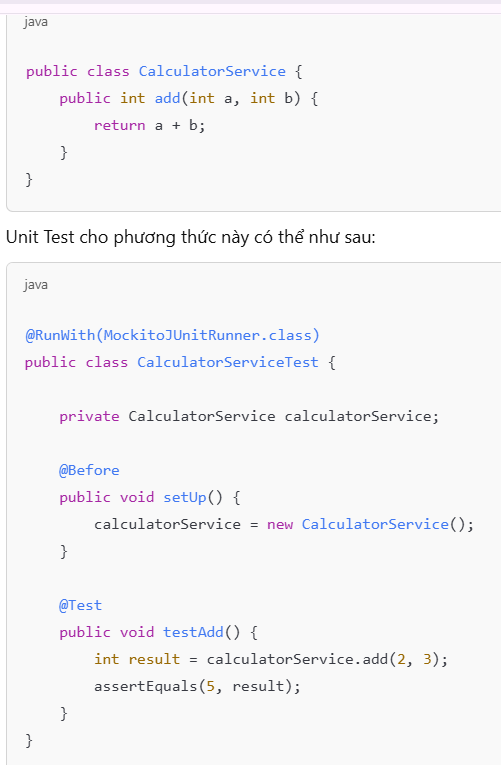 java
public class CalculatorService {
    public int add(int a, int b) {
        return a + b;
    }
}
Unit Test cho phương thức này có thể như sau:
java
@RunWith(MockitoJUnitRunner.class)
public class CalculatorServiceTest {
    private CalculatorService calculatorService;
    @Before
    public void setUp() {
        calculatorService = new CalculatorService();
    }
    @Test
    public void testAdd() {
        int result = calculatorService.add(2, 3);
        assertEquals(5, result);
    }
}